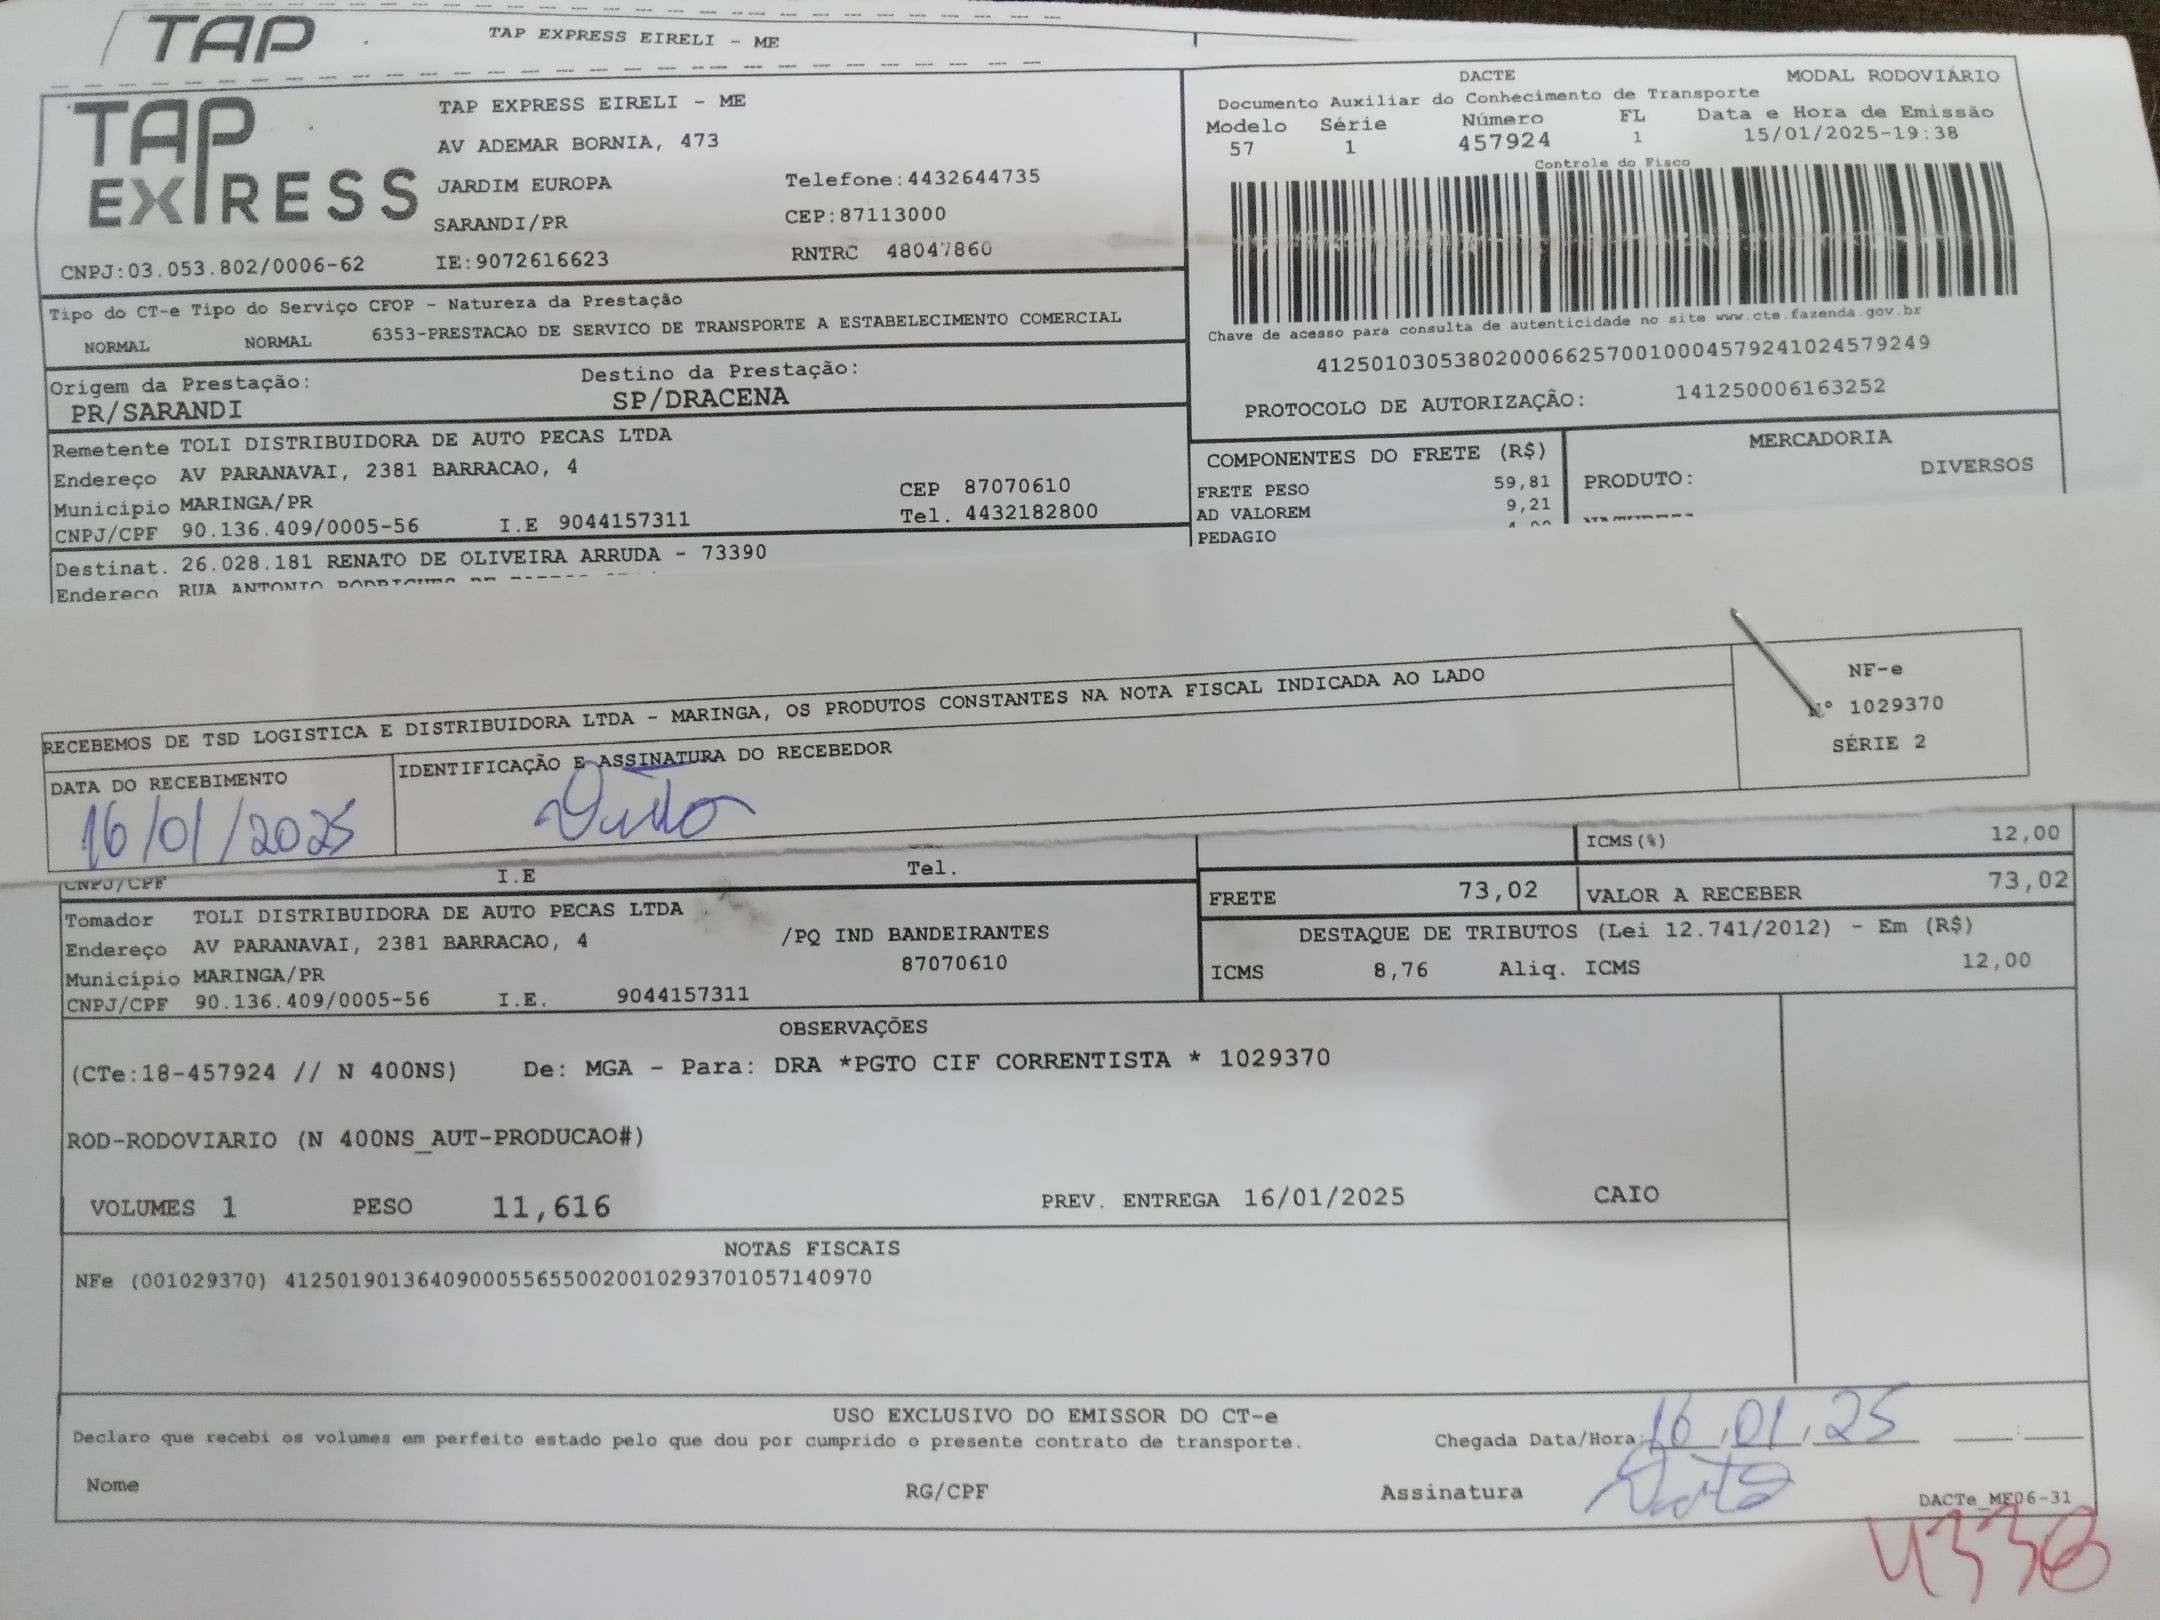 TAP
TAP EXPRESS EIRELI - ME
TAP EXPRESS
TAP EXPRESS EIRELI - ME
AV ADEMAR BORNIA, 473
JARDIM EUROPA Telefone:4432644735
SARANDI/PR CEP:87113000
CNPJ:03.053.802/0006-62 IE:9072616623 RNTRC 48047860
DACTE MODAL RODOVIÁRIO
Documento Auxiliar do Conhecimento de Transporte
Modelo Série Número FL Data e Hora de Emissão
57 1 457924 1 15/01/2025-19:38
Controle do Fisco
Chave de acesso para consulta de autenticidade no site www.cte.fazenda.gov.br
41250103053802000662570010004579241024579249
PROTOCOLO DE AUTORIZAÇÃO: 141250006163252
Tipo do CT-e Tipo do Serviço CFOP - Natureza da Prestação
NORMAL NORMAL 6353-PRESTACAO DE SERVICO DE TRANSPORTE A ESTABELECIMENTO COMERCIAL
Origem da Prestação: Destino da Prestação:
PR/SARANDI SP/DRACENA
Remetente TOLI DISTRIBUIDORA DE AUTO PECAS LTDA
Endereço AV PARANAVAI, 2381 BARRACAO, 4
Município MARINGA/PR CEP 87070610
CNPJ/CPF 90.136.409/0005-56 I.E 9044157311 Tel. 4432182800
COMPONENTES DO FRETE (R$)
FRETE PESO 59,81
AD VALOREM 9,21
PEDAGIO
MERCADORIA
PRODUTO: DIVERSOS
Destinat. 26.028.181 RENATO DE OLIVEIRA ARRUDA - 73390
Endereço RUA ANTONIO RODRIGUES DE
RECEBEMOS DE TSD LOGISTICA E DISTRIBUIDORA LTDA - MARINGA, OS PRODUTOS CONSTANTES NA NOTA FISCAL INDICADA AO LADO
DATA DO RECEBIMENTO IDENTIFICAÇÃO E ASSINATURA DO RECEBEDOR
16/01/2025
NF-e
N° 1029370
SÉRIE 2
CNPJ/CPF I.E Tel.
ICMS(%) 12,00
FRETE 73,02 VALOR A RECEBER 73,02
Tomador TOLI DISTRIBUIDORA DE AUTO PECAS LTDA
Endereço AV PARANAVAI, 2381 BARRACAO, 4 /PQ IND BANDEIRANTES
Município MARINGA/PR 87070610
CNPJ/CPF 90.136.409/0005-56 I.E. 9044157311
DESTAQUE DE TRIBUTOS (Lei 12.741/2012) - Em (R$)
ICMS 8,76 Aliq. ICMS 12,00
OBSERVAÇÕES
(CTe:18-457924 // N 400NS) De: MGA - Para: DRA *PGTO CIF CORRENTISTA * 1029370
ROD-RODOVIARIO (N 400NS_AUT-PRODUCAO#)
VOLUMES 1 PESO 11,616 PREV. ENTREGA 16/01/2025 CAIO
NOTAS FISCAIS
NFe (001029370) 41250190136409000556550020010293701057140970
USO EXCLUSIVO DO EMISSOR DO CT-e
Declaro que recebi os volumes em perfeito estado pelo que dou por cumprido o presente contrato de transporte. Chegada Data/Hora: 16/01/25
Nome RG/CPF Assinatura
DACTe_ME06-31